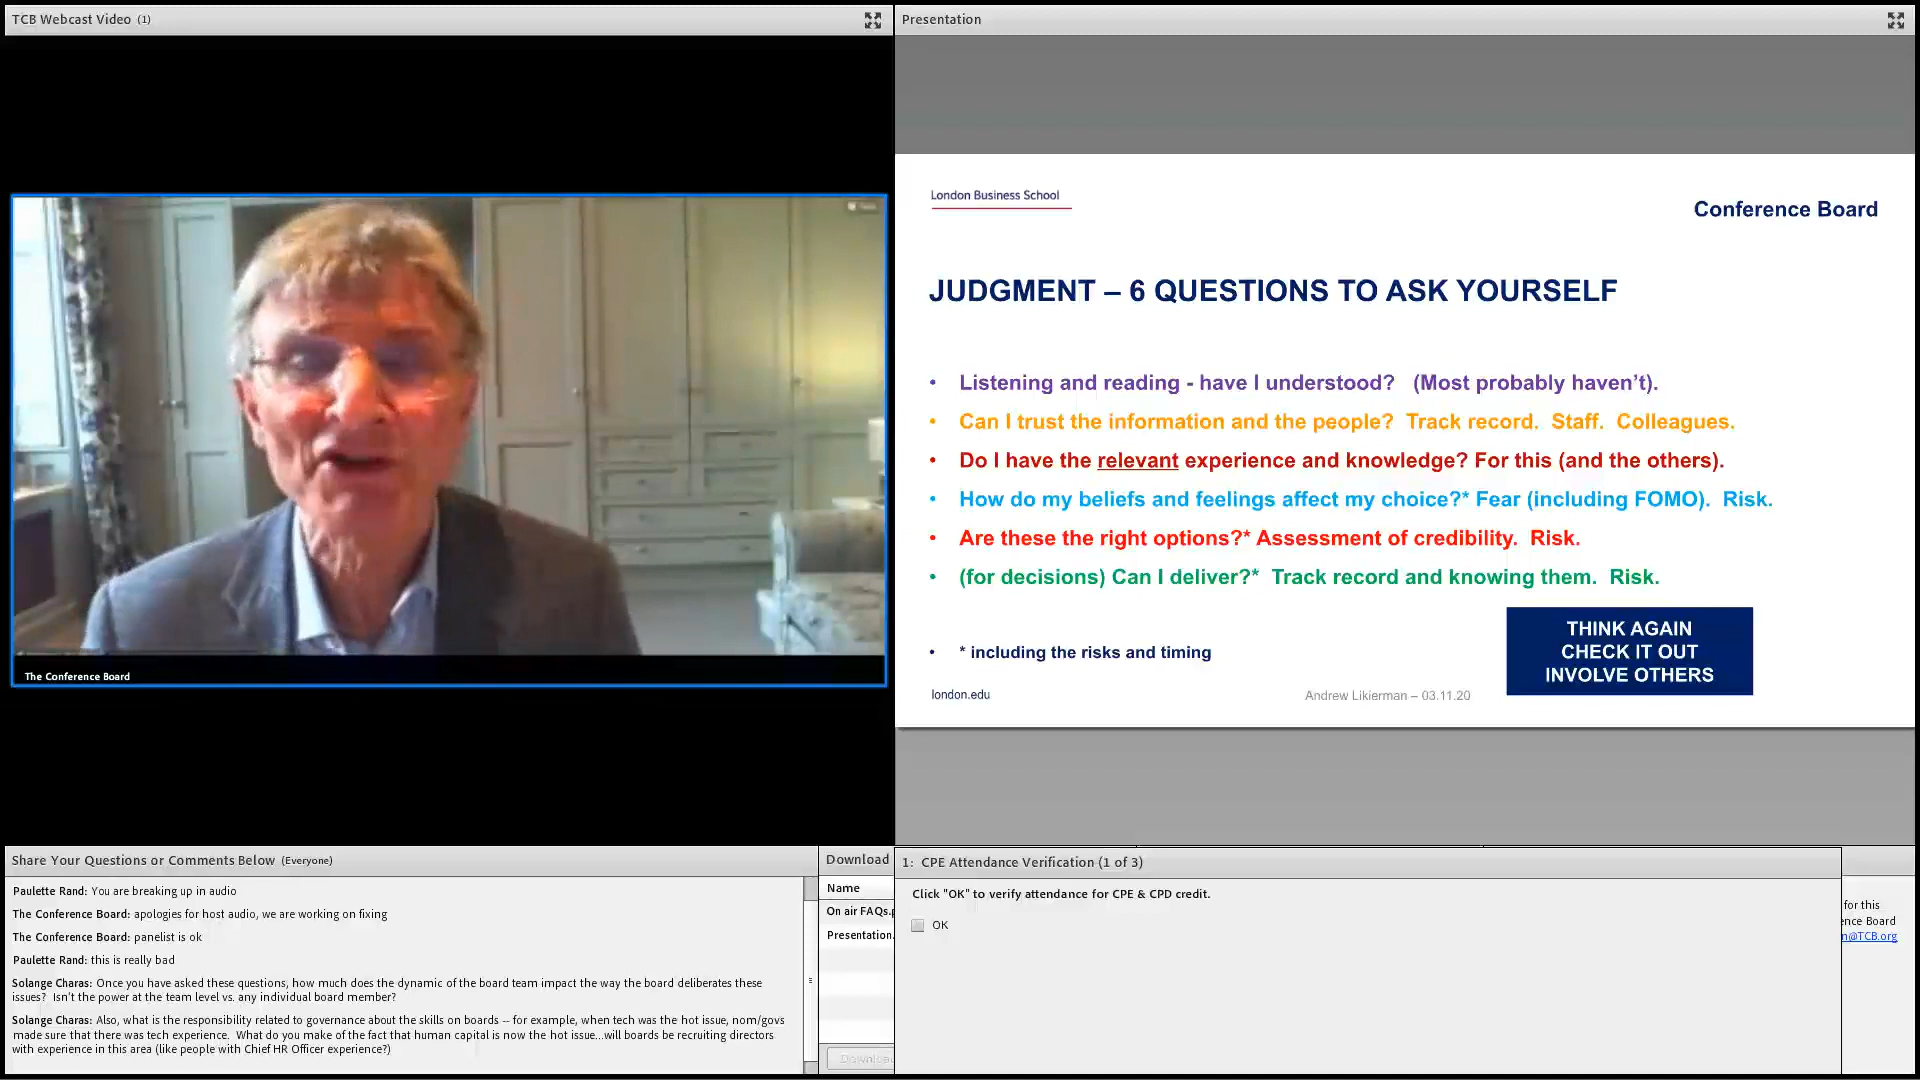 TCB Webcast Video (1)
Presentation
London Business School
Conference Board
JUDGMENT – 6 QUESTIONS TO ASK YOURSELF
• Listening and reading - have I understood? (Most probably haven't).
• Can I trust the information and the people? Track record. Staff. Colleagues.
• Do I have the relevant experience and knowledge? For this (and the others).
• How do my beliefs and feelings affect my choice?* Fear (including FOMO). Risk.
• Are these the right options?* Assessment of credibility. Risk.
• (for decisions) Can I deliver?* Track record and knowing them. Risk.
THINK AGAIN
CHECK IT OUT
INVOLVE OTHERS
• * including the risks and timing
london.edu
Andrew Likierman – 03.11.20
The Conference Board
Share Your Questions or Comments Below (Everyone)
Paulette Rand: You are breaking up in audio
The Conference Board: apologies for host audio, we are working on fixing
The Conference Board: panelist is ok
Paulette Rand: this is really bad
Solange Charas: Once you have asked these questions, how much does the dynamic of the board team impact the way the board deliberates these
issues? Isn't the power at the team level vs. any individual board member?
Solange Charas: Also, what is the responsibility related to governance about the skills on boards -- for example, when tech was the hot issue, nom/govs
made sure that there was tech experience. What do you make of the fact that human capital is now the hot issue...will boards be recruiting directors
with experience in this area (like people with Chief HR Officer experience?)
Download
Name
On air FAQs.p
Presentation.
Download
1: CPE Attendance Verification (1 of 3)
Click "OK" to verify attendance for CPE & CPD credit.
OK
for this
ence Board
n@TCB.org